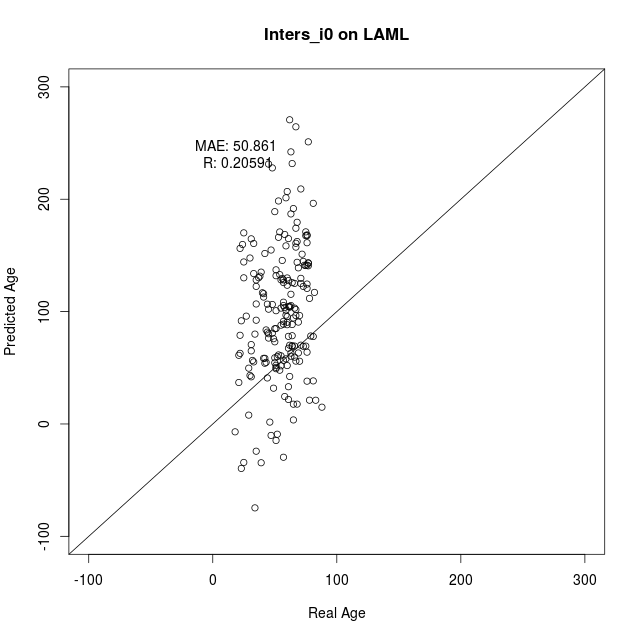 Inters_i0 on LAML
300
200
100
0
-100
Predicted Age
MAE: 50.861
R: 0.20591
-100 0 100 200 300
Real Age